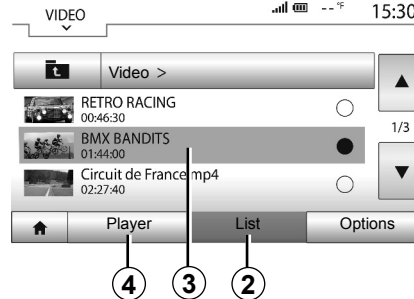 VIDEO
-- °F
15:30
Video >
RETRO RACING
00:46:30
BMX BANDITS
01:44:00
1/3
Circuit de France.mp4
02:27:40
Player
List
Options
4
3
2